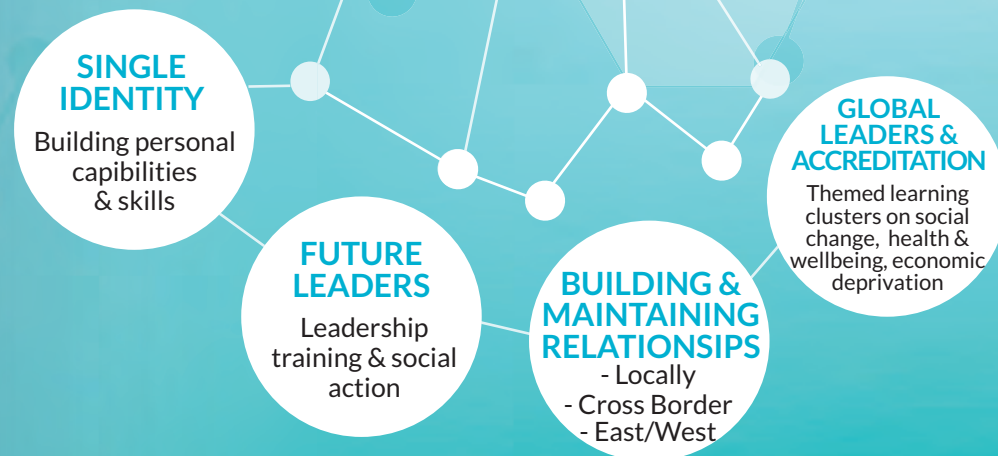 SINGLE
IDENTITY
Building personal
capibilities
& skills
FUTURE
LEADERS
Leadership
training & social
action
BUILDING &
MAINTAINING
RELATIONSIPS
- Locally
- Cross Border
- East/West
GLOBAL
LEADERS &
ACCREDITATION
Themed learning
clusters on social
change, health &
wellbeing, economic
deprivation